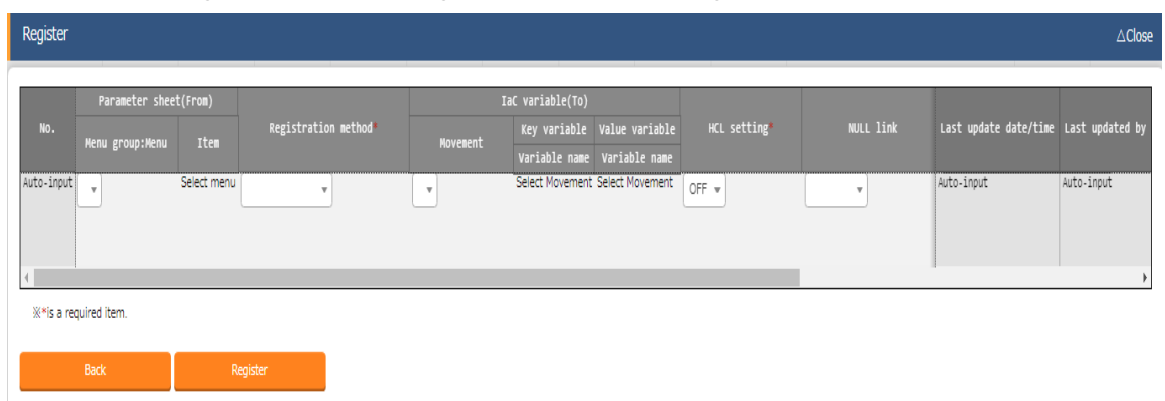 Register
△Close
Parameter sheet(From)
IaC variable(To)
No.
Menu group:Menu
Item
Registration method*
Movement
Key variable
Value variable
HCL setting*
NULL link
Last update date/time
Last updated by
Variable name
Variable name
Auto-input
Select menu
Select Movement
Select Movement
OFF
Auto-input
Auto-input
※*is a required item.
Back
Register